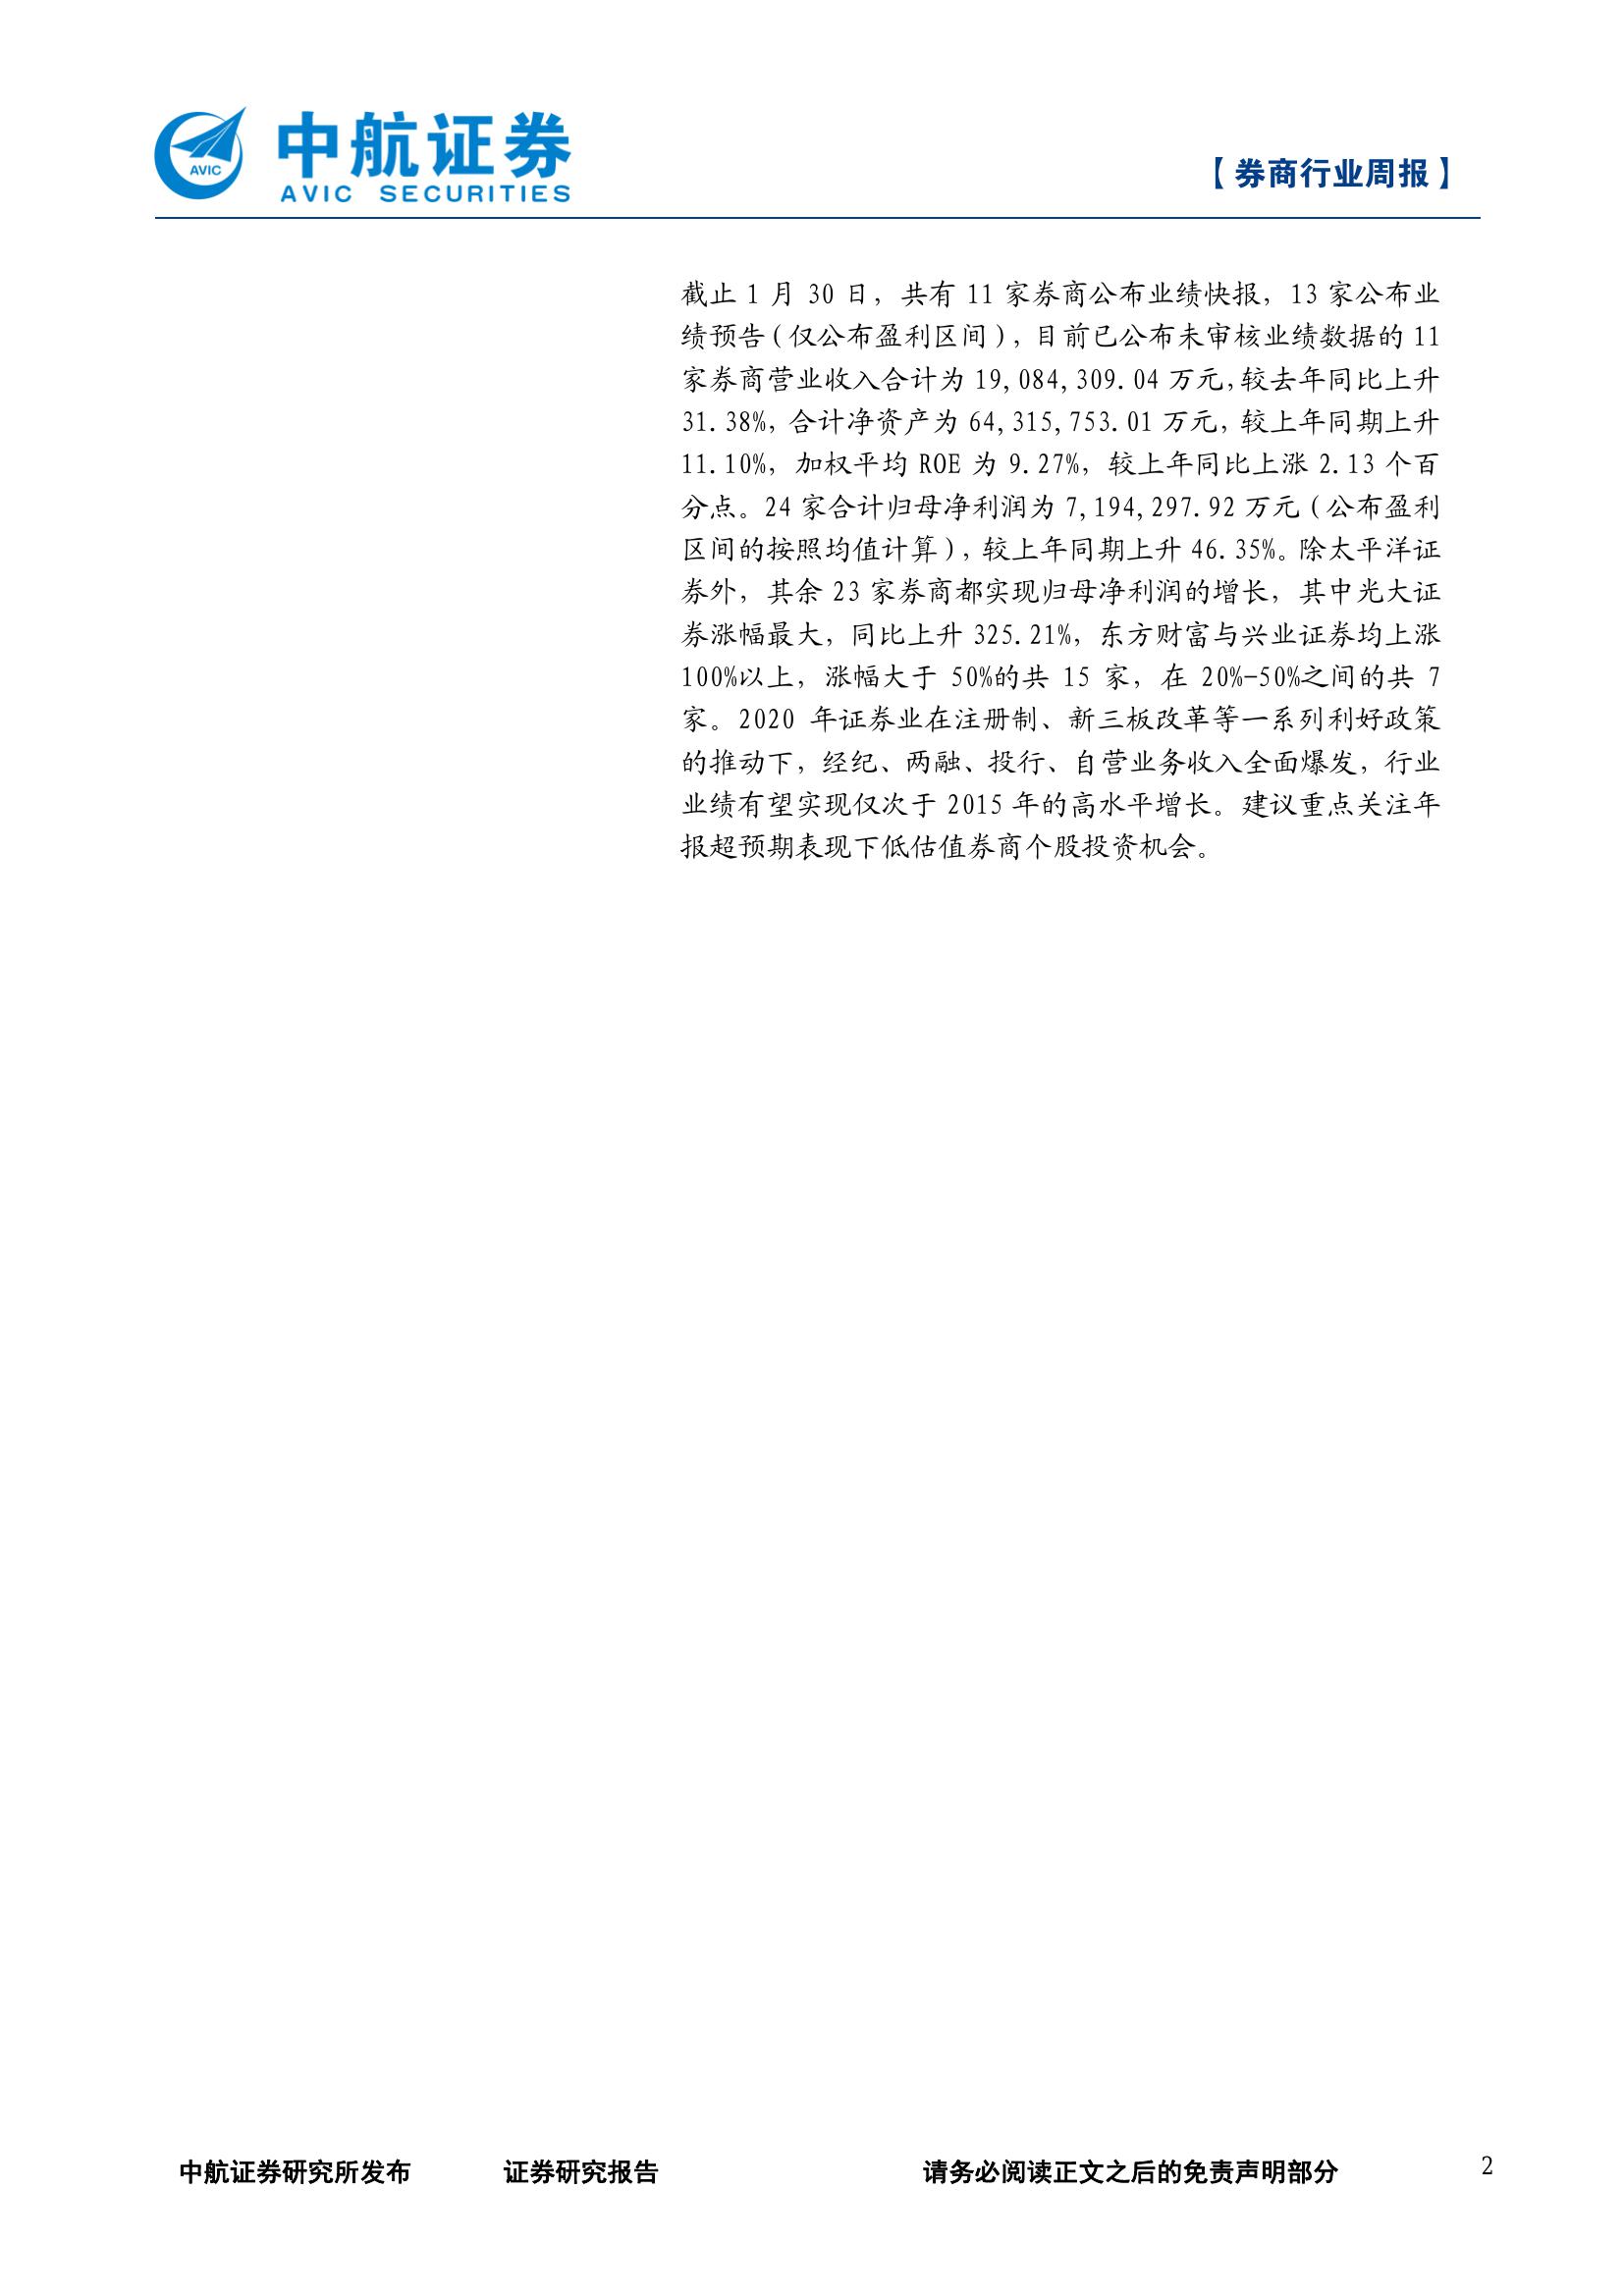 AVIC
中航证券
AVIC SECURITIES
【券商行业周报】
截止 1 月 30 日，共有 11 家券商公布业绩快报，13 家公布业
绩预告（仅公布盈利区间），目前已公布未审核业绩数据的 11
家券商营业收入合计为 19,084,309.04 万元，较去年同比上升
31.38%，合计净资产为 64,315,753.01 万元，较上年同期上升
11.10%，加权平均 ROE 为 9.27%，较上年同比上涨 2.13 个百
分点。24 家合计归母净利润为 7,194,297.92 万元（公布盈利
区间的按照均值计算），较上年同期上升 46.35%。除太平洋证
券外，其余 23 家券商都实现归母净利润的增长，其中光大证
券涨幅最大，同比上升 325.21%，东方财富与兴业证券均上涨
100%以上，涨幅大于 50%的共 15 家，在 20%-50%之间的共 7
家。2020 年证券业在注册制、新三板改革等一系列利好政策
的推动下，经纪、两融、投行、自营业务收入全面爆发，行业
业绩有望实现仅次于 2015 年的高水平增长。建议重点关注年
报超预期表现下低估值券商个股投资机会。
中航证券研究所发布 证券研究报告 请务必阅读正文之后的免责声明部分 2